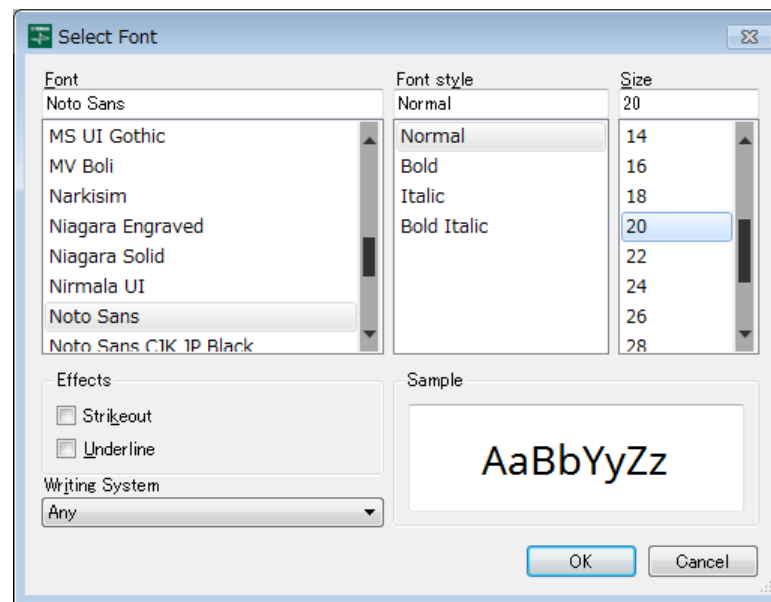 Select Font
Font
Noto Sans
MS UI Gothic
MV Boli
Narkisim
Niagara Engraved
Niagara Solid
Nirmala UI
Noto Sans
Noto Sans CJK JP Black
Font style
Normal
Normal
Bold
Italic
Bold Italic
Size
20
14
16
18
20
22
24
26
28
Effects
Strikeout
Underline
Writing System
Any
Sample
AaBbYyZz
OK
Cancel